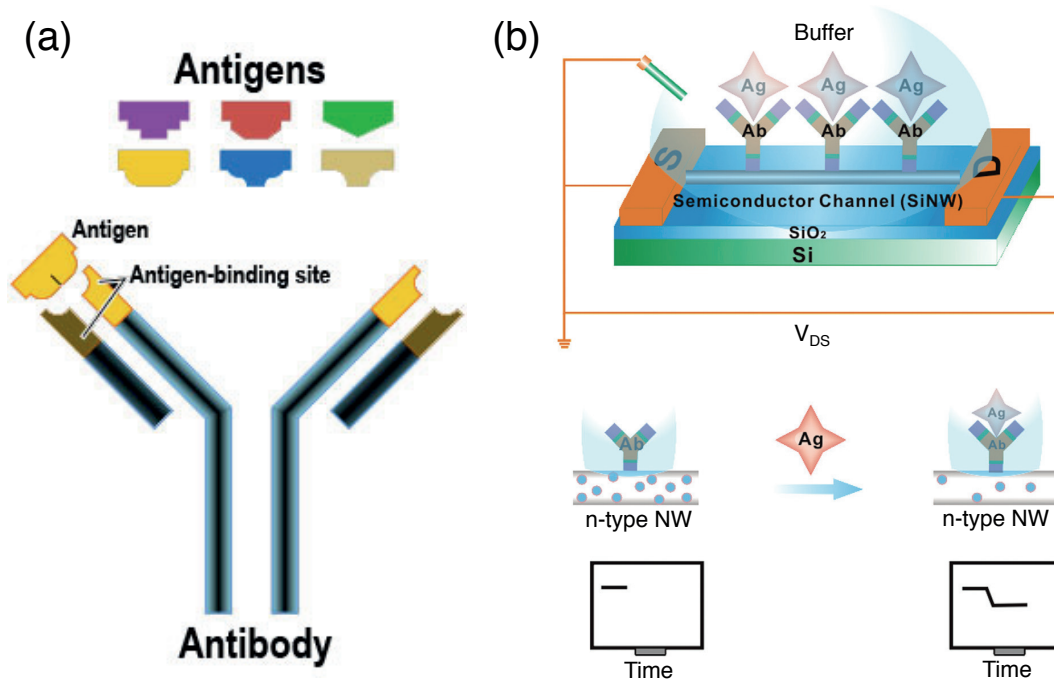 (a)
Antigens
Antigen
Antigen-binding site
Antibody
(b)
Buffer
Ag
Ag
Ag
Ab
Ab
Ab
S
D
Semiconductor Channel (SiNW)
SiO₂
Si
V_DS
Ab
Ag
Ag
Ab
n-type NW
n-type NW
Time
Time